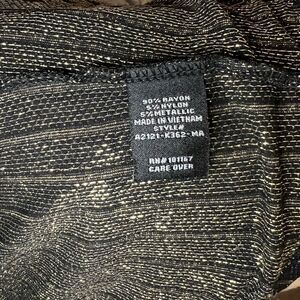 90% RAYON
5% NYLON
5% METALLIC
MADE IN VIETNAM
STYLE#
A2121-K362-MA
RN#101167
CARE OVER